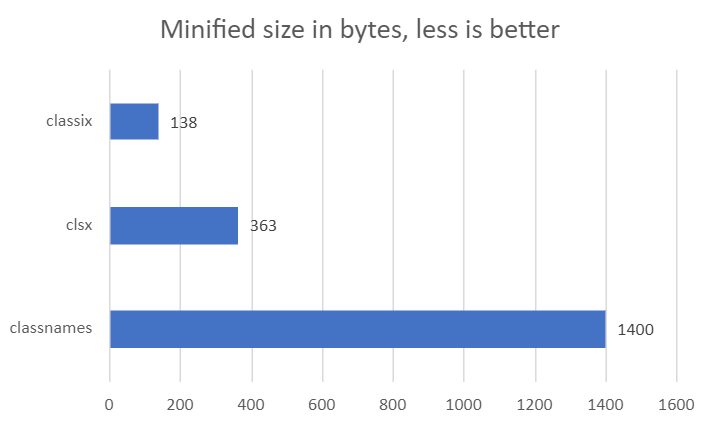 Minified size in bytes, less is better
classix 138
clsx 363
classnames 1400
0 200 400 600 800 1000 1200 1400 1600